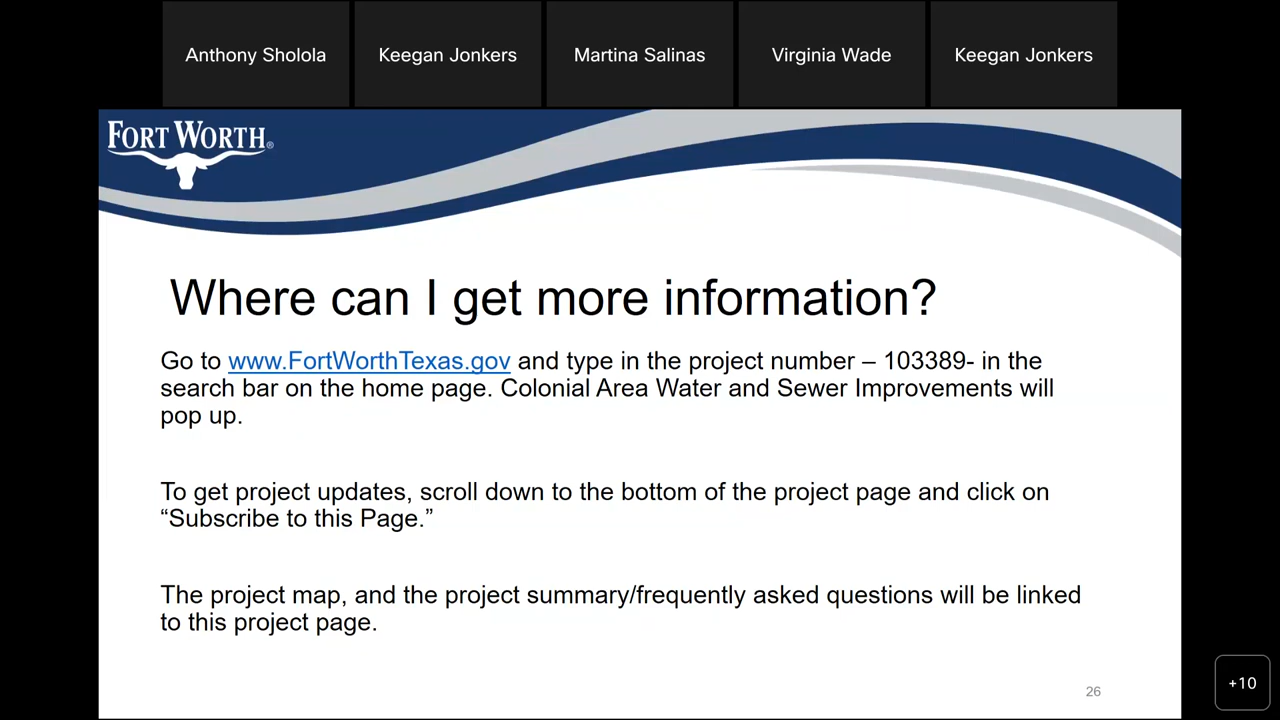 Anthony Sholola
Keegan Jonkers
Martina Salinas
Virginia Wade
Keegan Jonkers
FORT WORTH®
Where can I get more information?
Go to www.FortWorthTexas.gov and type in the project number – 103389- in the
search bar on the home page. Colonial Area Water and Sewer Improvements will
pop up.
To get project updates, scroll down to the bottom of the project page and click on
“Subscribe to this Page.”
The project map, and the project summary/frequently asked questions will be linked
to this project page.
26
+10